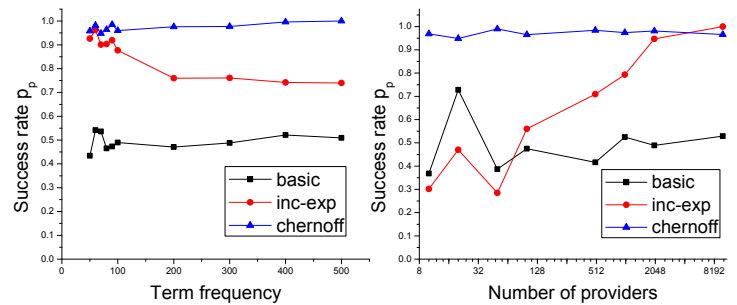 Success rate p_p
1.0
0.9
0.8
0.7
0.6
0.5
0.4
0.3
0.2
0.1
0.0
0 100 200 300 400 500
Term frequency
basic
inc-exp
chernoff
Success rate p_p
1.0
0.9
0.8
0.7
0.6
0.5
0.4
0.3
0.2
0.1
0.0
8 32 128 512 2048 8192
Number of providers
basic
inc-exp
chernoff